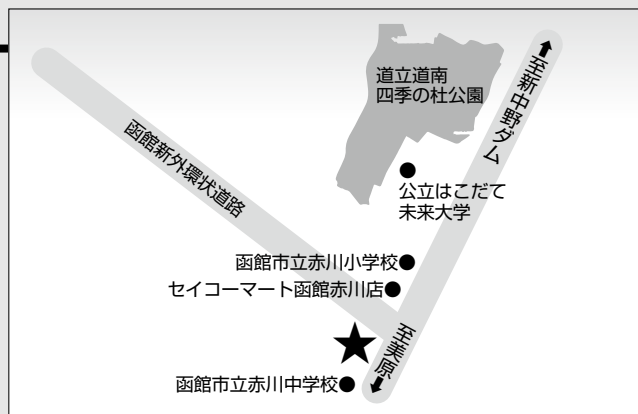 道立道南
四季の杜公園
至新中野ダム
函館新外環状道路
公立はこだて
未来大学
函館市立赤川小学校
セイコーマート函館赤川店
至美原
函館市立赤川中学校